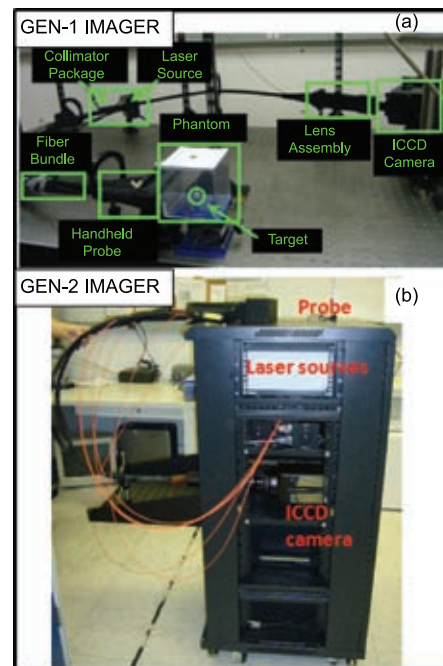 GEN-1 IMAGER
(a)
Collimator
Package
Laser
Source
Phantom
Fiber
Bundle
Lens
Assembly
ICCD
Camera
Handheld
Probe
Target
GEN-2 IMAGER
(b)
Probe
Laser sources
ICCD
camera